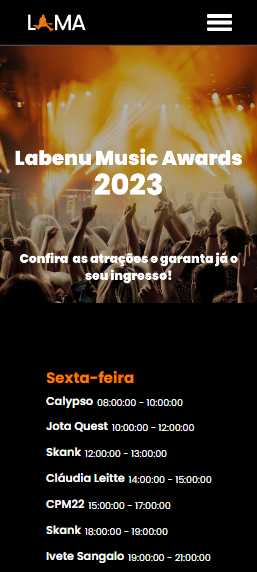 LAMA
Labenu Music Awards
2023
Confira as atrações e garanta já o
seu ingresso!
Sexta-feira
Calypso 08:00:00 - 10:00:00
Jota Quest 10:00:00 - 12:00:00
Skank 12:00:00 - 13:00:00
Cláudia Leitte 14:00:00 - 15:00:00
CPM22 15:00:00 - 17:00:00
Skank 18:00:00 - 19:00:00
Ivete Sangalo 19:00:00 - 21:00:00